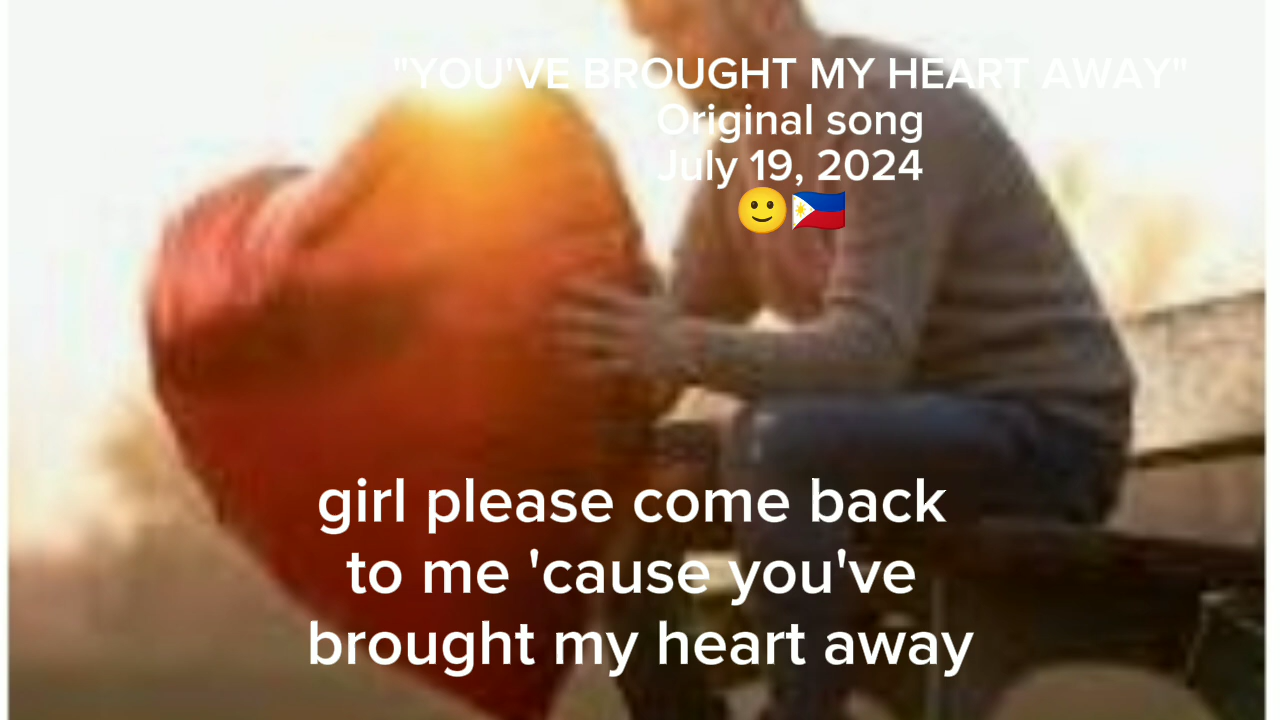 "YOU'VE BROUGHT MY HEART AWAY"
Original song
July 19, 2024
🙂🇵🇭
girl please come back
to me 'cause you've
brought my heart away